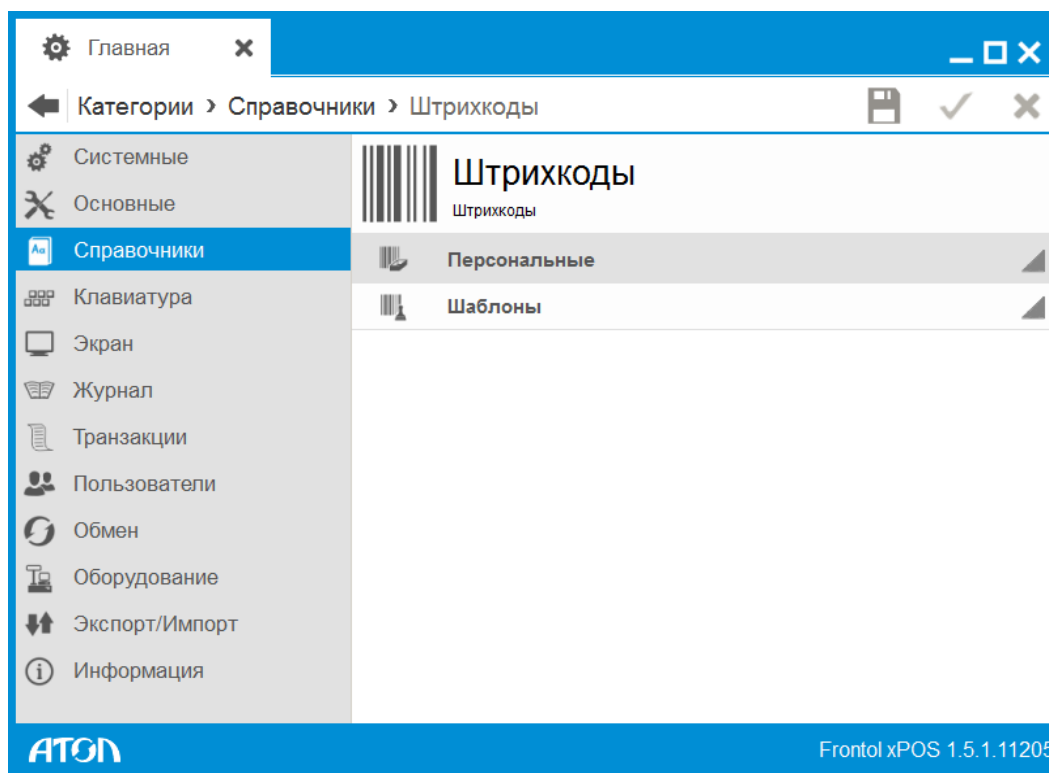 Главная
Категории › Справочники › Штрихкоды
Системные
Основные
Справочники
Клавиатура
Экран
Журнал
Транзакции
Пользователи
Обмен
Оборудование
Экспорт/Импорт
Информация
Штрихкоды
Штрихкоды
Персональные
Шаблоны
ATOL
Frontol xPOS 1.5.1.11205